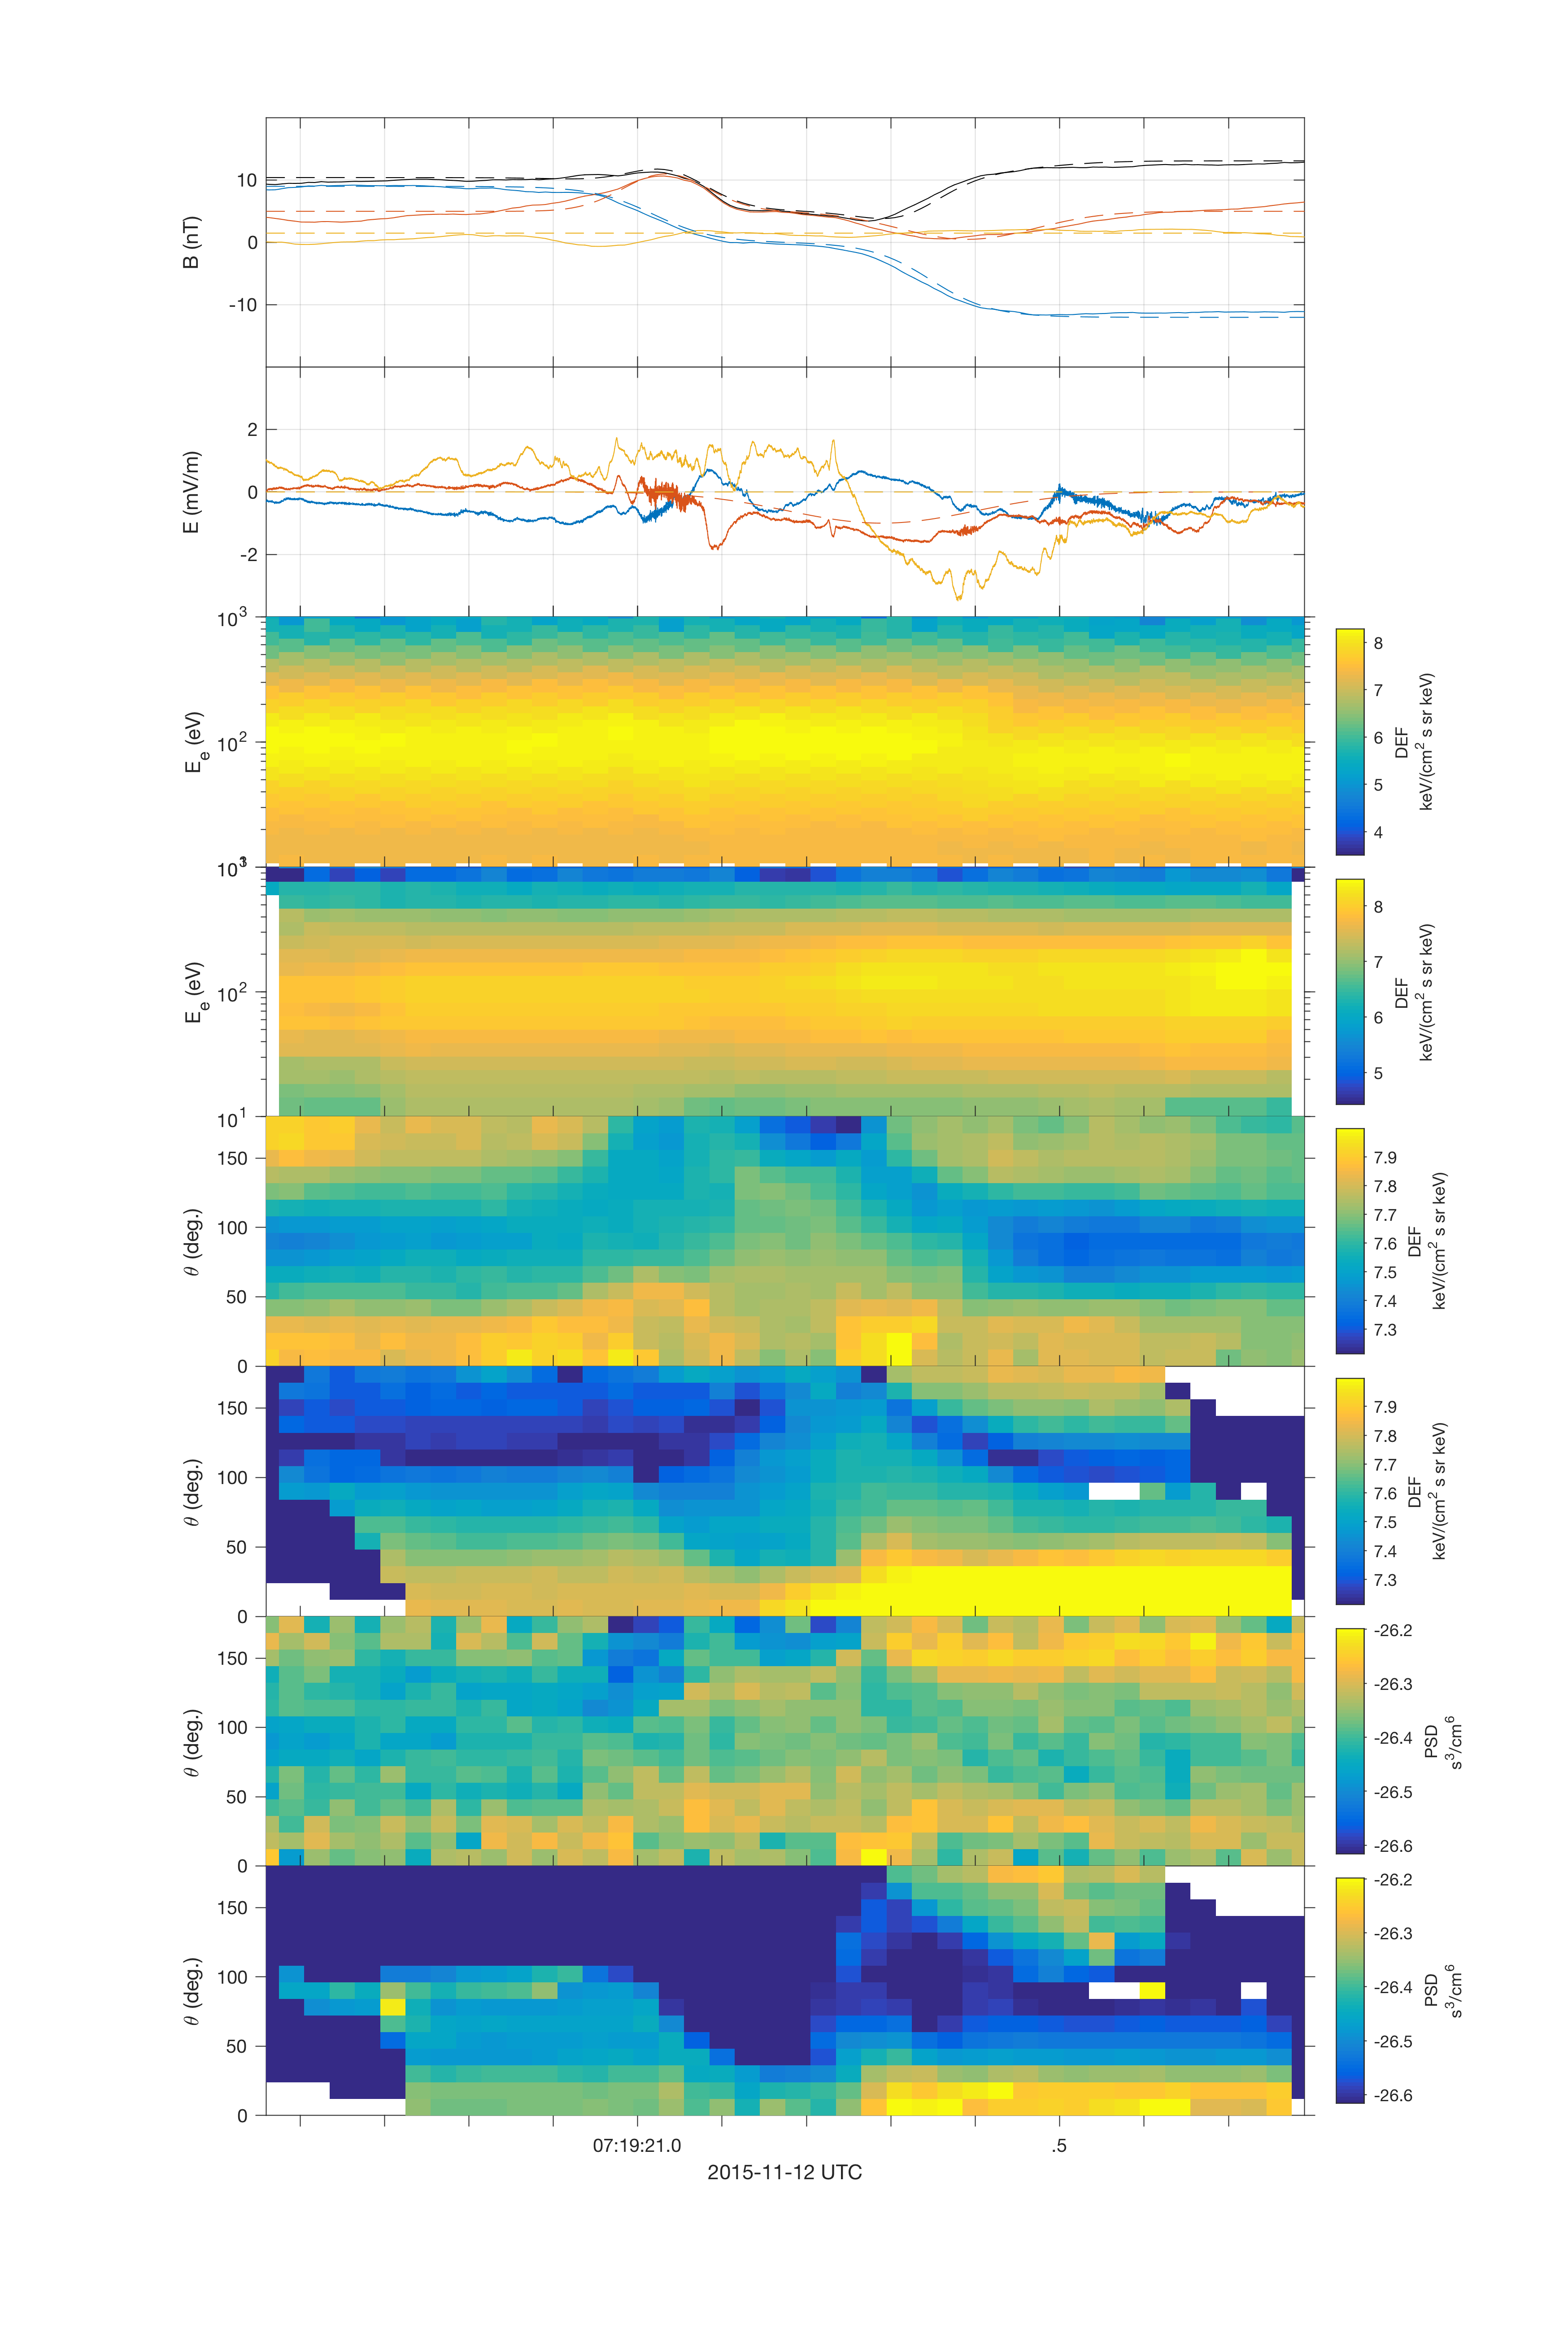 10
0
-10
B (nT)
2
0
-2
E (mV/m)
10³
10²
Eₑ (eV)
8
7
6
5
4
DEF
keV/(cm² s sr keV)
10³
10²
10¹
Eₑ (eV)
8
7
6
5
DEF
keV/(cm² s sr keV)
150
100
50
0
θ (deg.)
7.9
7.8
7.7
7.6
7.5
7.4
7.3
DEF
keV/(cm² s sr keV)
150
100
50
0
θ (deg.)
7.9
7.8
7.7
7.6
7.5
7.4
7.3
DEF
keV/(cm² s sr keV)
150
100
50
0
θ (deg.)
-26.2
-26.3
-26.4
-26.5
-26.6
PSD
s³/cm⁶
150
100
50
0
θ (deg.)
-26.2
-26.3
-26.4
-26.5
-26.6
PSD
s³/cm⁶
07:19:21.0
.5
2015-11-12 UTC